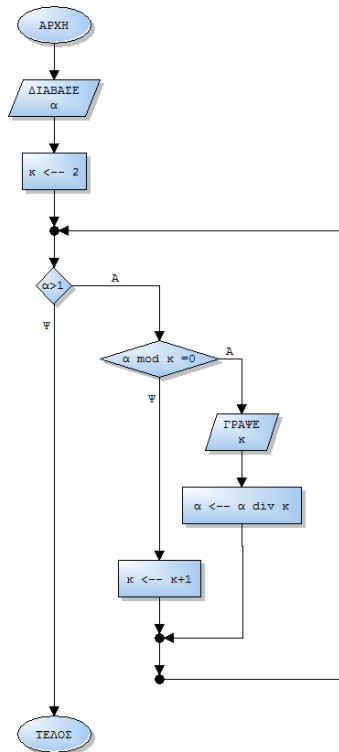 ΑΡΧΗ
ΔΙΑΒΑΣΕ
α
κ <-- 2
α>1
Α
Ψ
α mod κ =0
Α
Ψ
ΓΡΑΨΕ
κ
α <-- α div κ
κ <-- κ+1
ΤΕΛΟΣ